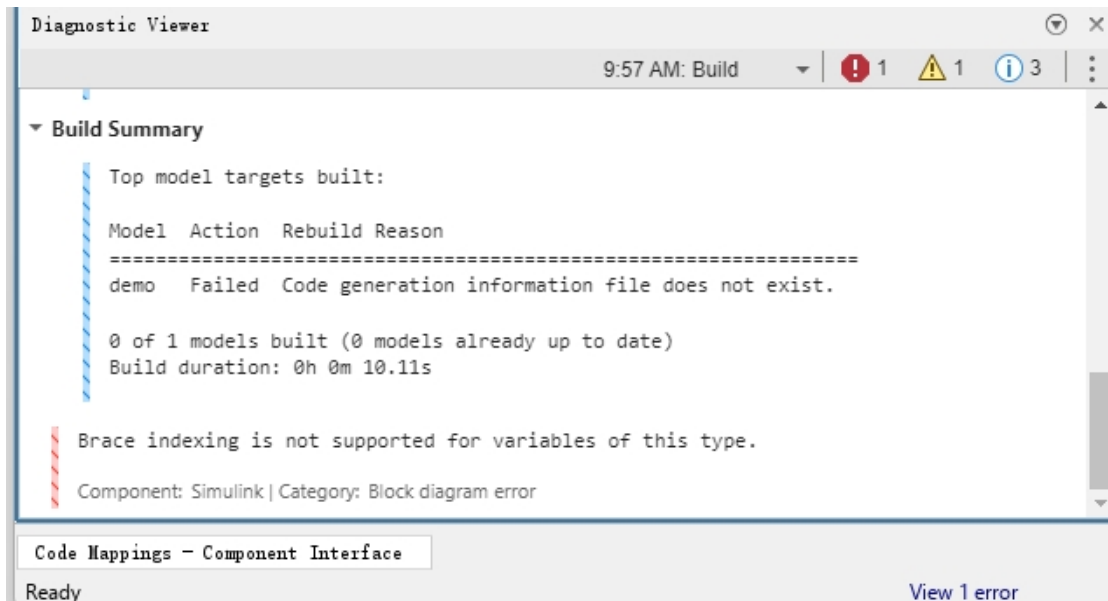 Diagnostic Viewer
9:57 AM: Build 1 1 3
Build Summary
Top model targets built:
Model Action Rebuild Reason
=================================================================
demo Failed Code generation information file does not exist.
0 of 1 models built (0 models already up to date)
Build duration: 0h 0m 10.11s
Brace indexing is not supported for variables of this type.
Component: Simulink | Category: Block diagram error
Code Mappings - Component Interface
Ready View 1 error